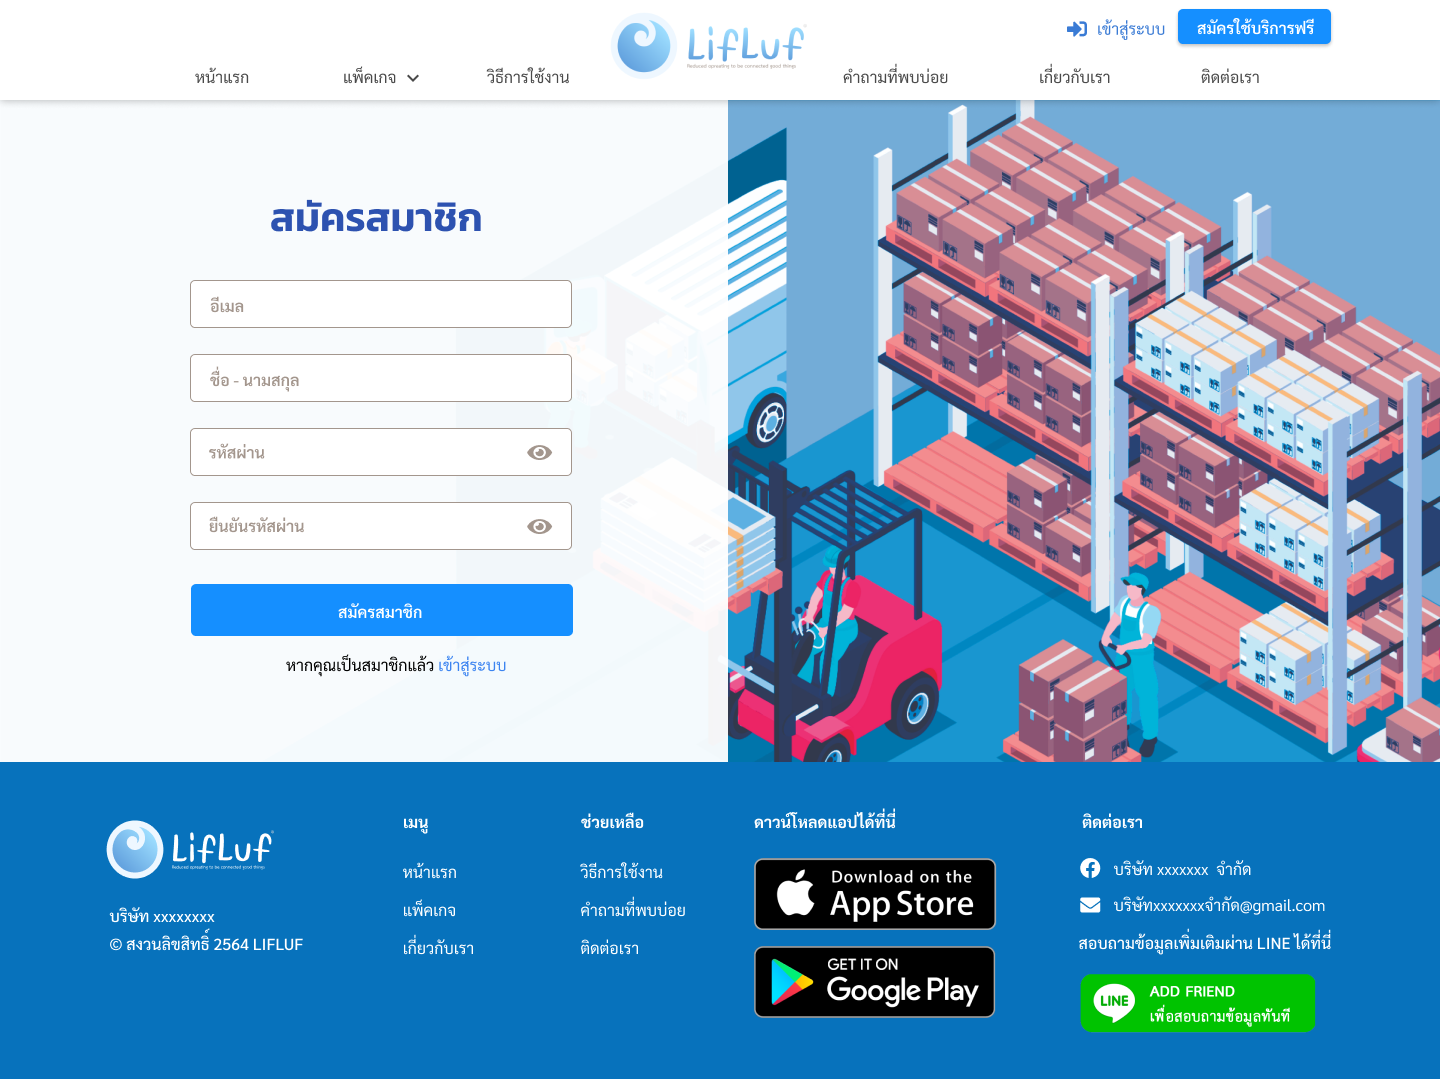 เข้าสู่ระบบ
สมัครใช้บริการฟรี
LifLuf
Reduced spreading to be connected good things.
หน้าแรก
แพ็คเกจ
วิธีการใช้งาน
คำถามที่พบบ่อย
เกี่ยวกับเรา
ติดต่อเรา
สมัครสมาชิก
อีเมล
ชื่อ - นามสกุล
รหัสผ่าน
ยืนยันรหัสผ่าน
สมัครสมาชิก
หากคุณเป็นสมาชิกแล้ว เข้าสู่ระบบ
LifLuf
Reduced spreading to be connected good things.
บริษัท xxxxxxxx
© สงวนลิขสิทธิ์ 2564 LIFLUF
เมนู
หน้าแรก
แพ็คเกจ
เกี่ยวกับเรา
ช่วยเหลือ
วิธีการใช้งาน
คำถามที่พบบ่อย
ติดต่อเรา
ดาวน์โหลดแอปได้ที่นี่
Download on the
App Store
GET IT ON
Google Play
ติดต่อเรา
บริษัท xxxxxxx จำกัด
บริษัทxxxxxxxจำกัด@gmail.com
สอบถามข้อมูลเพิ่มเติมผ่าน LINE ได้ที่นี่
LINE
ADD FRIEND
เพื่อสอบถามข้อมูลทันที